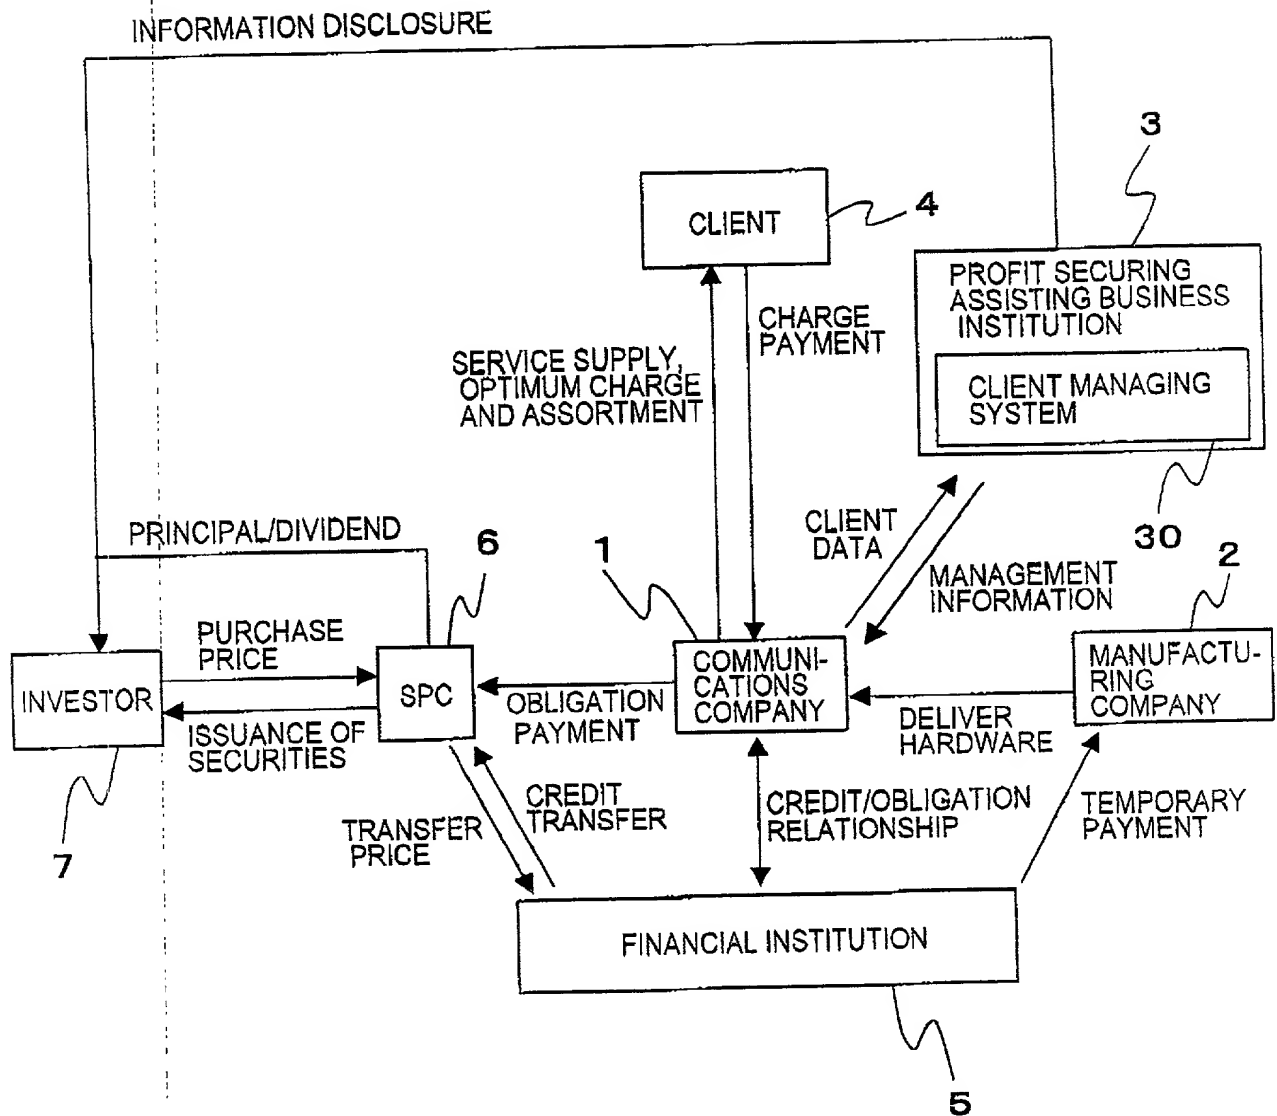 INFORMATION DISCLOSURE
3
CLIENT
4
PROFIT SECURING
ASSISTING BUSINESS
INSTITUTION
CLIENT MANAGING
SYSTEM
30
CHARGE
PAYMENT
SERVICE SUPPLY,
OPTIMUM CHARGE
AND ASSORTMENT
CLIENT
DATA
MANAGEMENT
INFORMATION
PRINCIPAL/DIVIDEND
6
1
2
PURCHASE
PRICE
INVESTOR
ISSUANCE OF
SECURITIES
7
SPC
OBLIGATION
PAYMENT
COMMUNI-
CATIONS
COMPANY
DELIVER
HARDWARE
MANUFACTU-
RING
COMPANY
TRANSFER
PRICE
CREDIT
TRANSFER
CREDIT/OBLIGATION
RELATIONSHIP
TEMPORARY
PAYMENT
FINANCIAL INSTITUTION
5